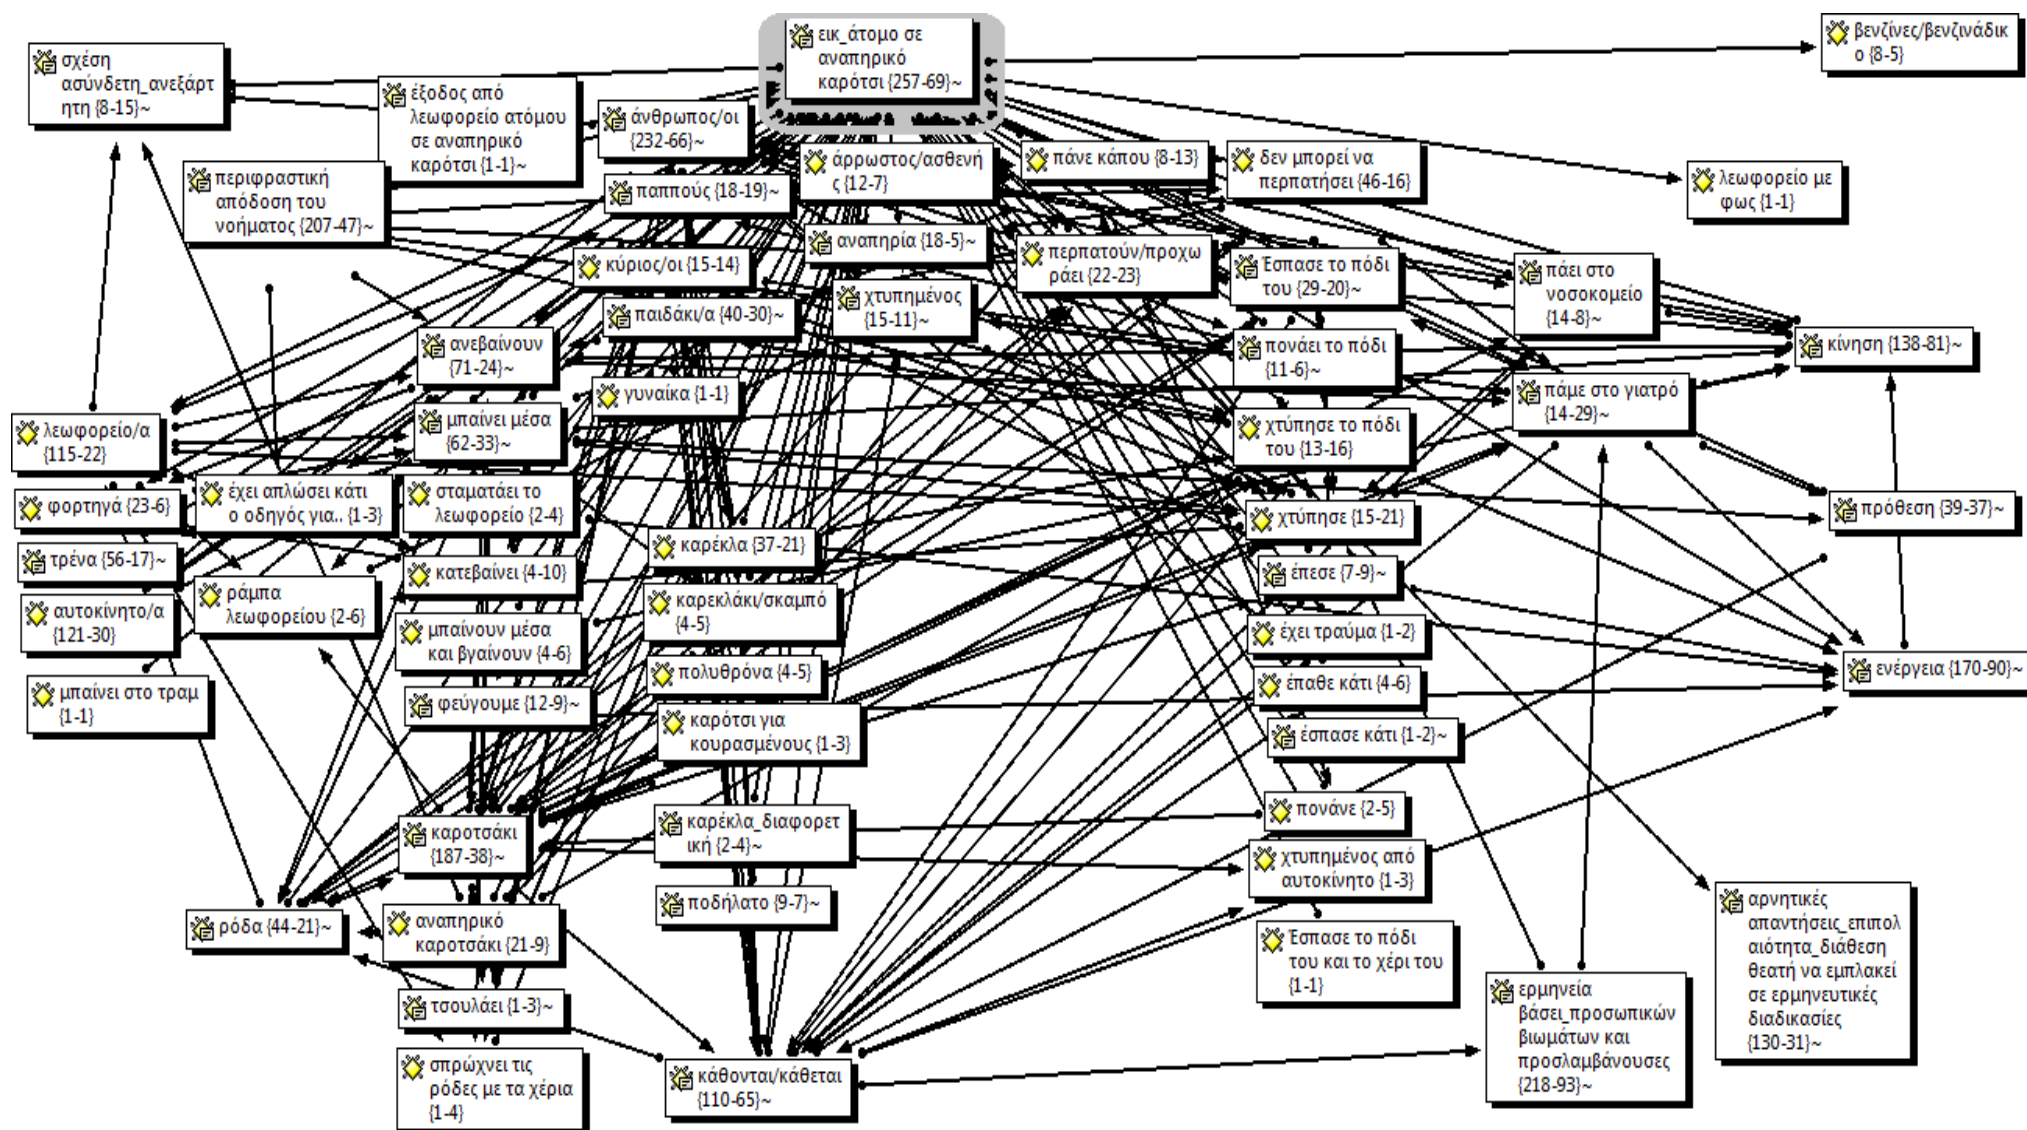 εικ_άτομο σε
αναπηρικό
καρότσι {257-69}~
βενζίνες/βενζινάδικ
ο {8-5}
σχέση
ασύνδετη_ανεξάρτ
ητη {8-15}~
έξοδος από
λεωφορείο ατόμου
σε αναπηρικό
καρότσι {1-1}~
άνθρωπος/οι
{232-66}~
άρρωστος/ασθενή
ς {12-7}
πάνε κάπου {8-13}
δεν μπορεί να
περπατήσει {46-16}
λεωφορείο με
φως {1-1}
περιφραστική
απόδοση του
νοήματος {207-47}~
παππούς {18-19}~
αναπηρία {18-5}~
περπατούν/προχω
ράει {22-23}
κύριος/οι {15-14}
Έσπασε το πόδι
του {29-20}~
πάει στο
νοσοκομείο
{14-8}~
χτυπημένος
{15-11}~
παιδάκι/α {40-30}~
ανεβαίνουν
{71-24}~
πονάει το πόδι
{11-6}~
κίνηση {138-81}~
γυναίκα {1-1}
πάμε στο γιατρό
{14-29}~
λεωφορείο/α
{115-22}
μπαίνει μέσα
{62-33}~
χτύπησε το πόδι
του {13-16}
φορτηγά {23-6}
έχει απλώσει κάτι
ο οδηγός για.. {1-3}
σταματάει το
λεωφορείο {2-4}
χτύπησε {15-21}
πρόθεση {39-37}~
τρένα {56-17}~
καρέκλα {37-21}
κατεβαίνει {4-10}
έπεσε {7-9}~
αυτοκίνητο/α
{121-30}
ράμπα
λεωφορείου {2-6}
καρεκλάκι/σκαμπό
{4-5}
μπαίνουν μέσα
και βγαίνουν {4-6}
έχει τραύμα {1-2}
μπαίνει στο τραμ
{1-1}
πολυθρόνα {4-5}
έπαθε κάτι {4-6}
ενέργεια {170-90}~
φεύγουμε {12-9}~
καρότσι για
κουρασμένους {1-3}
έσπασε κάτι {1-2}~
καροτσάκι
{187-38}~
καρέκλα_διαφορετ
ική {2-4}~
πονάνε {2-5}
χτυπημένος από
αυτοκίνητο {1-3}
ρόδα {44-21}~
αναπηρικό
καροτσάκι {21-9}
ποδήλατο {9-7}~
Έσπασε το πόδι
του και το χέρι του
{1-1}
αρνητικές
απαντήσεις_επιπολ
αιότητα_διάθεση
θεατή να εμπλακεί
σε ερμηνευτικές
διαδικασίες
{130-31}~
τσουλάει {1-3}~
ερμηνεία
βάσει_προσωπικών
βιωμάτων και
προσλαμβάνουσες
{218-93}~
σπρώχνει τις
ρόδες με τα χέρια
{1-4}
κάθονται/κάθεται
{110-65}~